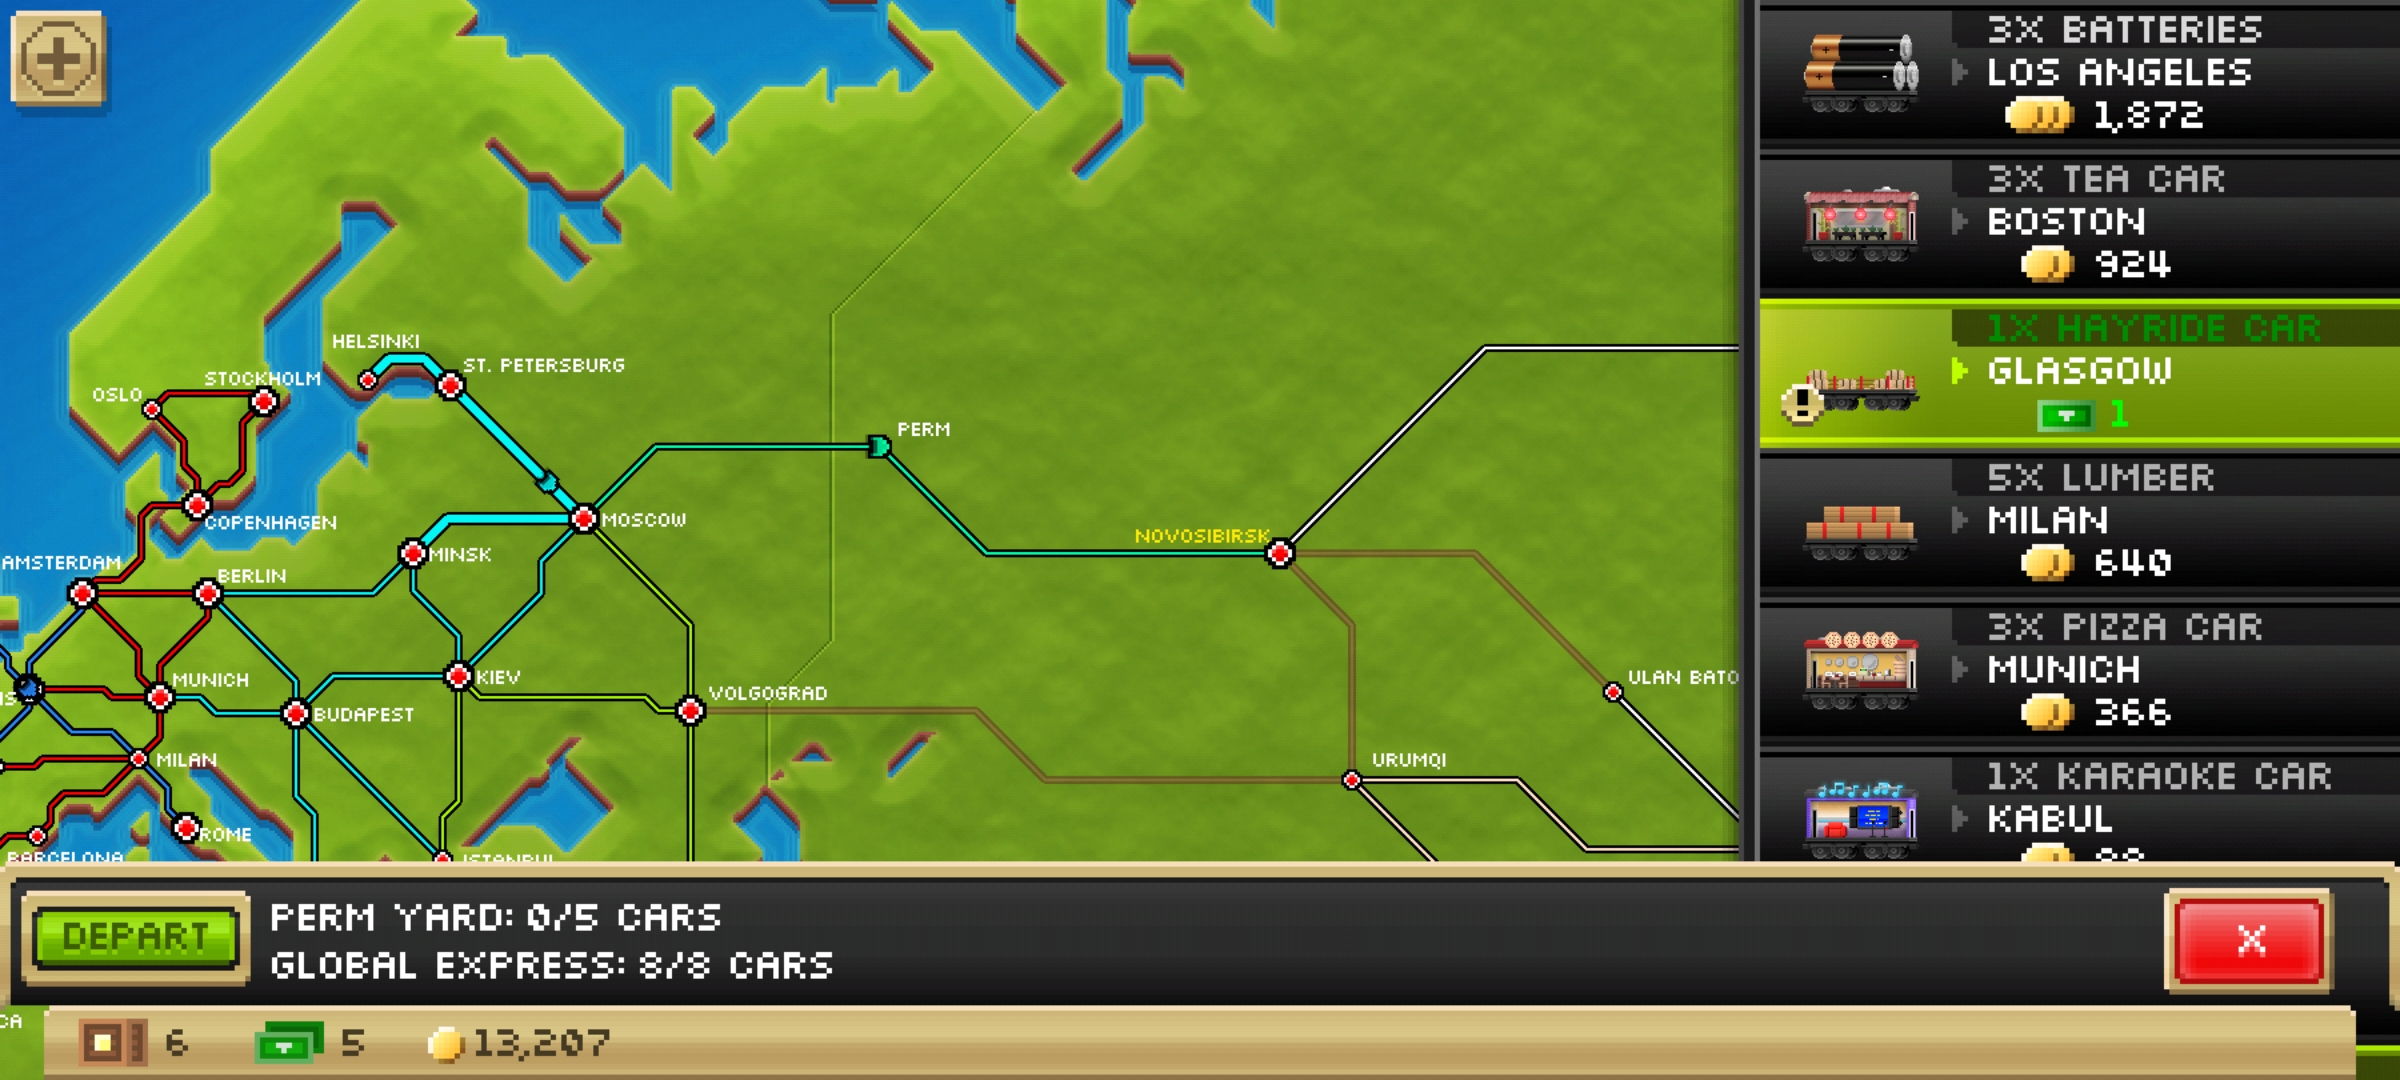 HELSINKI
ST. PETERSBURG
STOCKHOLM
OSLO
PERM
COPENHAGEN
MOSCOW
NOVOSIBIRSK
MINSK
AMSTERDAM
BERLIN
MUNICH
KIEV
ULAN BATO
VOLGOGRAD
BUDAPEST
MILAN
URUMQI
ROME
BARCELONA
ISTANBUL
3X BATTERIES
LOS ANGELES
1,872
3X TEA CAR
BOSTON
924
1X HAYRIDE CAR
GLASGOW
1
5X LUMBER
MILAN
640
3X PIZZA CAR
MUNICH
366
1X KARAOKE CAR
KABUL
DEPART
PERM YARD: 0/5 CARS
GLOBAL EXPRESS: 8/8 CARS
X
CA
6
5
13,207